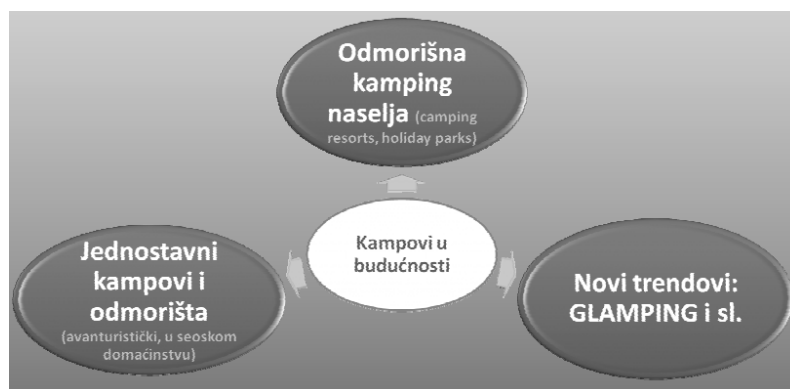 Odmorišna
kamping
naselja (camping
resorts, holiday parks)
Kampovi u
budućnosti
Jednostavni
kampovi i
odmorišta
(avanturistički, u seoskom
domaćinstvu)
Novi trendovi:
GLAMPING i sl.